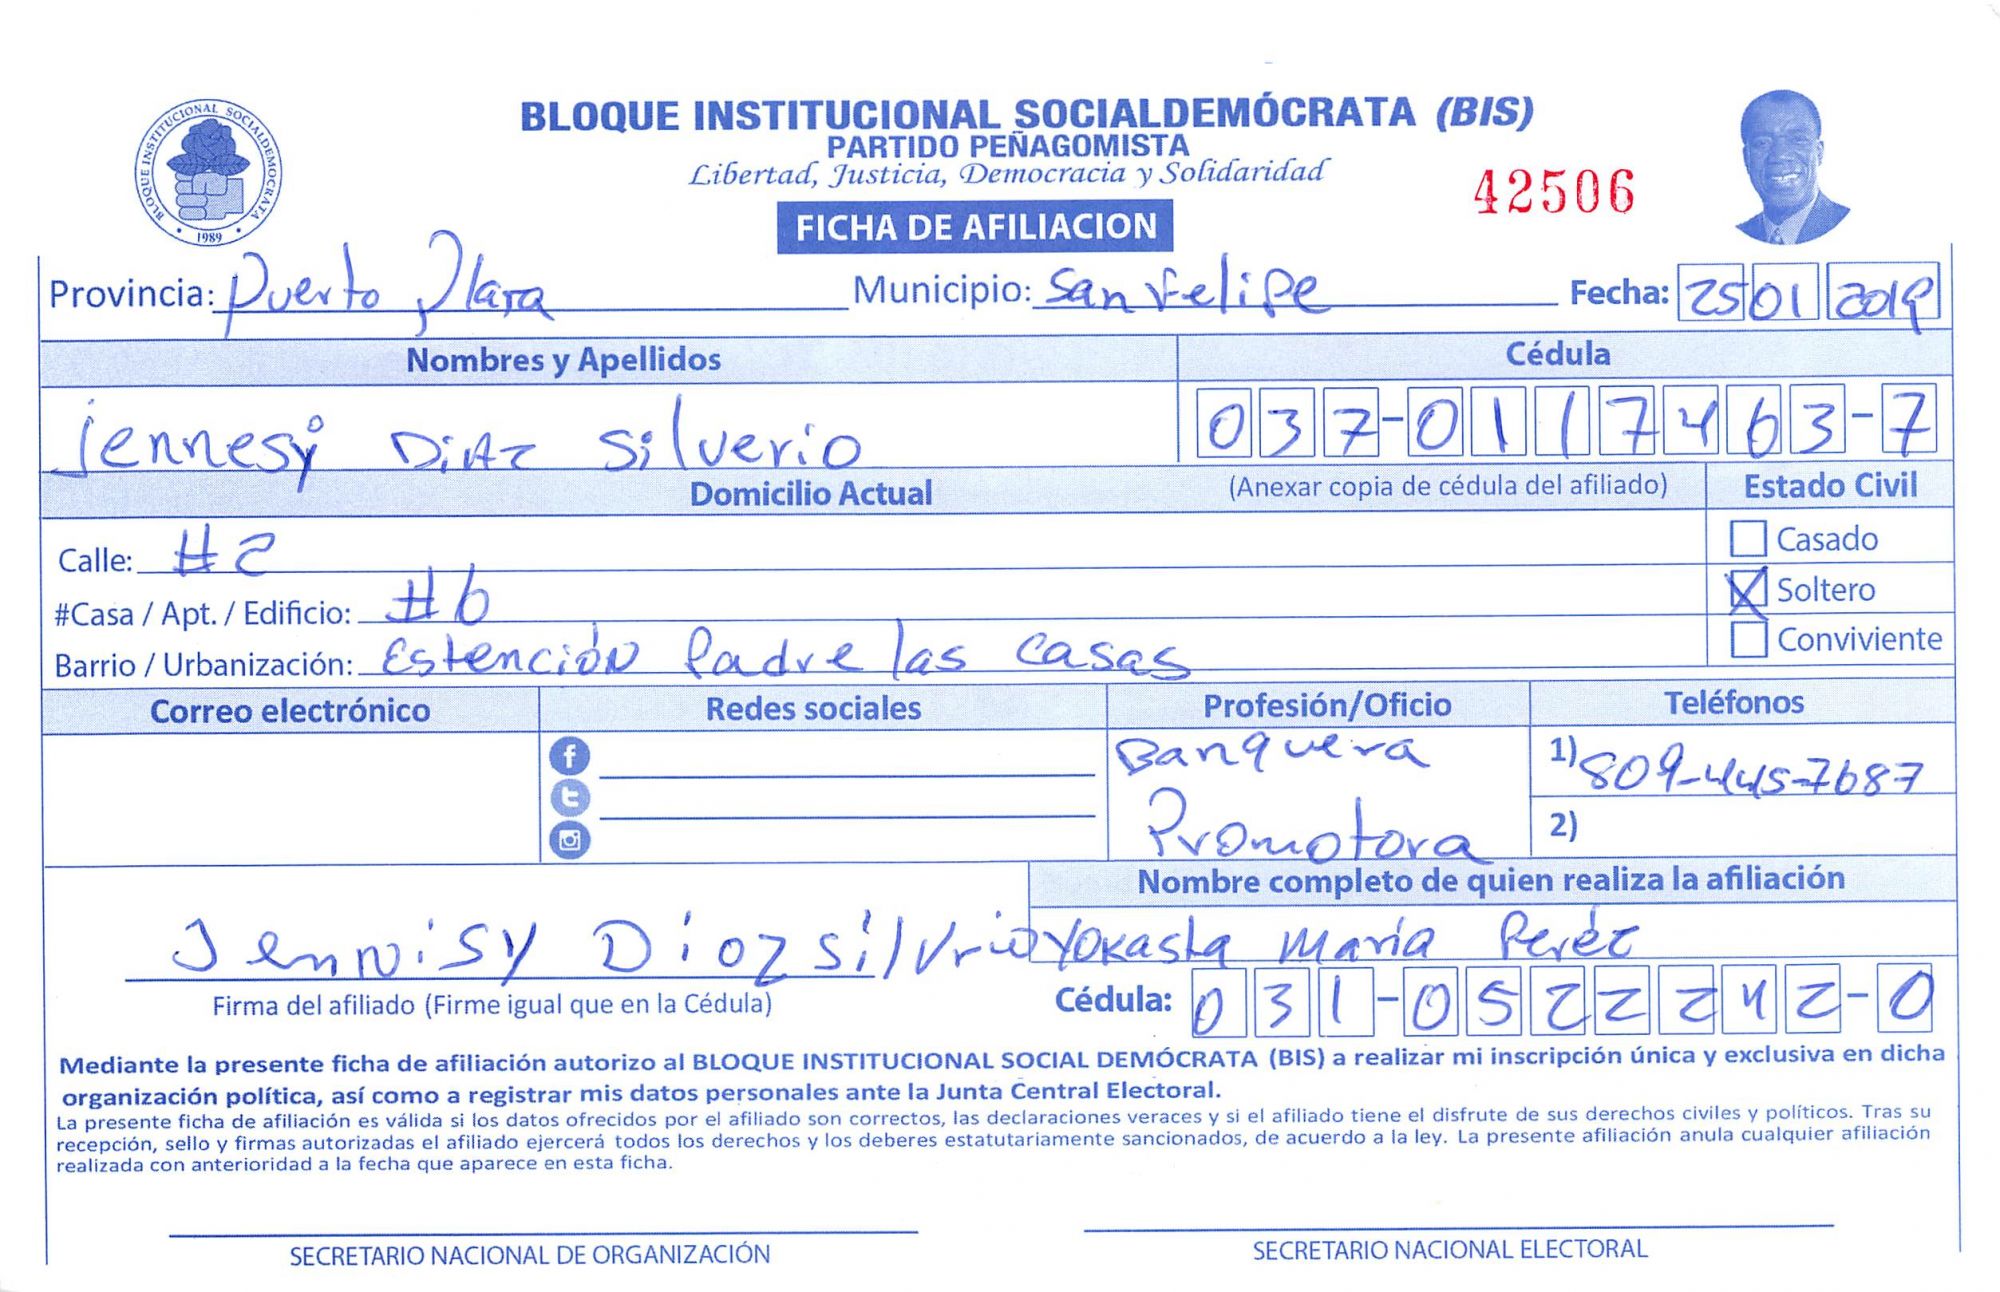 BLOQUE INSTITUCIONAL SOCIALDEMOCRATA
1989
BLOQUE INSTITUCIONAL SOCIALDEMÓCRATA (BIS)
PARTIDO PEÑAGOMISTA
Libertad, Justicia, Democracia y Solidaridad
42506
FICHA DE AFILIACION
Provincia: Puerto Plata Municipio: San Felipe Fecha: 25 01 2019
Nombres y Apellidos Cédula
Jennesy Diaz Silverio 037-0117463-7
Domicilio Actual (Anexar copia de cédula del afiliado) Estado Civil
Calle: #2 Casado
#Casa / Apt. / Edificio: #6 Soltero
Barrio / Urbanización: Estención Padre las Casas Conviviente
Correo electrónico Redes sociales Profesión/Oficio Teléfonos
Banquera 1) 809-445-7687
Promotora 2)
Nombre completo de quien realiza la afiliación
Jennisy Diaz silvrio Yokasta María Peréz
Firma del afiliado (Firme igual que en la Cédula) Cédula: 031-0522242-0
Mediante la presente ficha de afiliación autorizo al BLOQUE INSTITUCIONAL SOCIAL DEMÓCRATA (BIS) a realizar mi inscripción única y exclusiva en dicha
organización política, así como a registrar mis datos personales ante la Junta Central Electoral.
La presente ficha de afiliación es válida si los datos ofrecidos por el afiliado son correctos, las declaraciones veraces y si el afiliado tiene el disfrute de sus derechos civiles y políticos. Tras su
recepción, sello y firmas autorizadas el afiliado ejercerá todos los derechos y los deberes estatutariamente sancionados, de acuerdo a la ley. La presente afiliación anula cualquier afiliación
realizada con anterioridad a la fecha que aparece en esta ficha.
SECRETARIO NACIONAL DE ORGANIZACIÓN SECRETARIO NACIONAL ELECTORAL